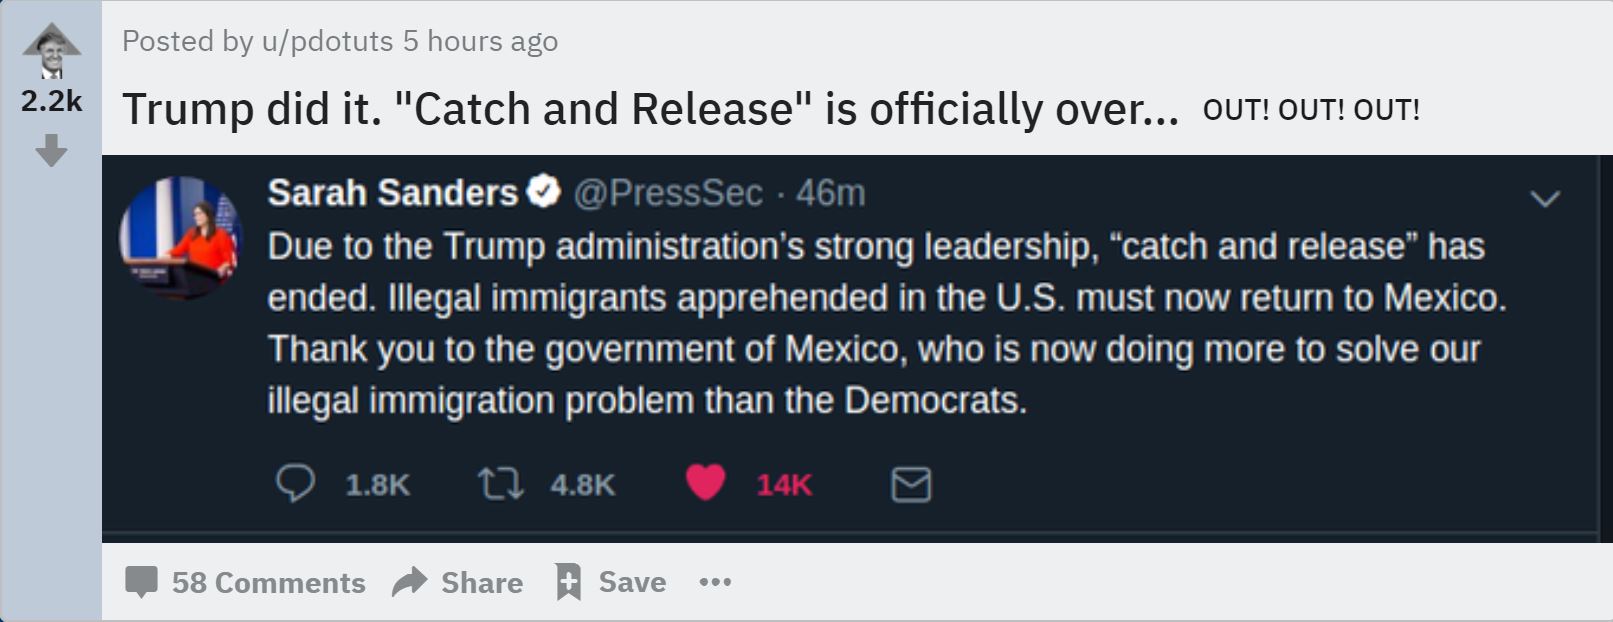 Posted by u/pdotuts 5 hours ago
2.2k
Trump did it. "Catch and Release" is officially over... OUT! OUT! OUT!
Sarah Sanders @PressSec · 46m
Due to the Trump administration’s strong leadership, “catch and release” has
ended. Illegal immigrants apprehended in the U.S. must now return to Mexico.
Thank you to the government of Mexico, who is now doing more to solve our
illegal immigration problem than the Democrats.
1.8K 4.8K 14K
58 Comments Share Save